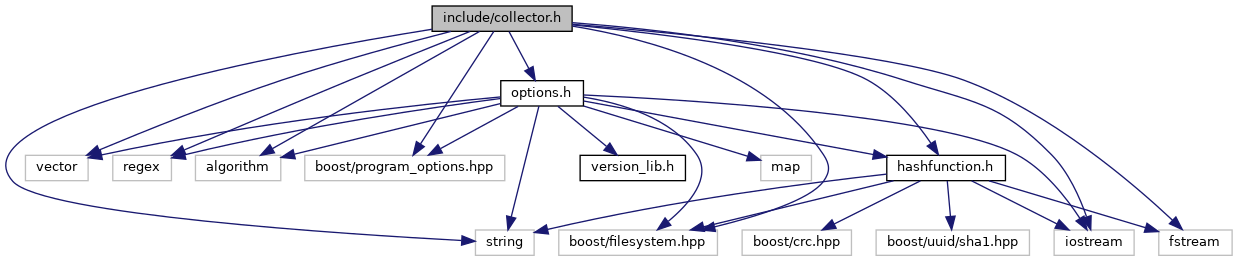 include/collector.h
options.h
vector
regex
algorithm
boost/program_options.hpp
version_lib.h
map
hashfunction.h
string
boost/filesystem.hpp
boost/crc.hpp
boost/uuid/sha1.hpp
iostream
fstream